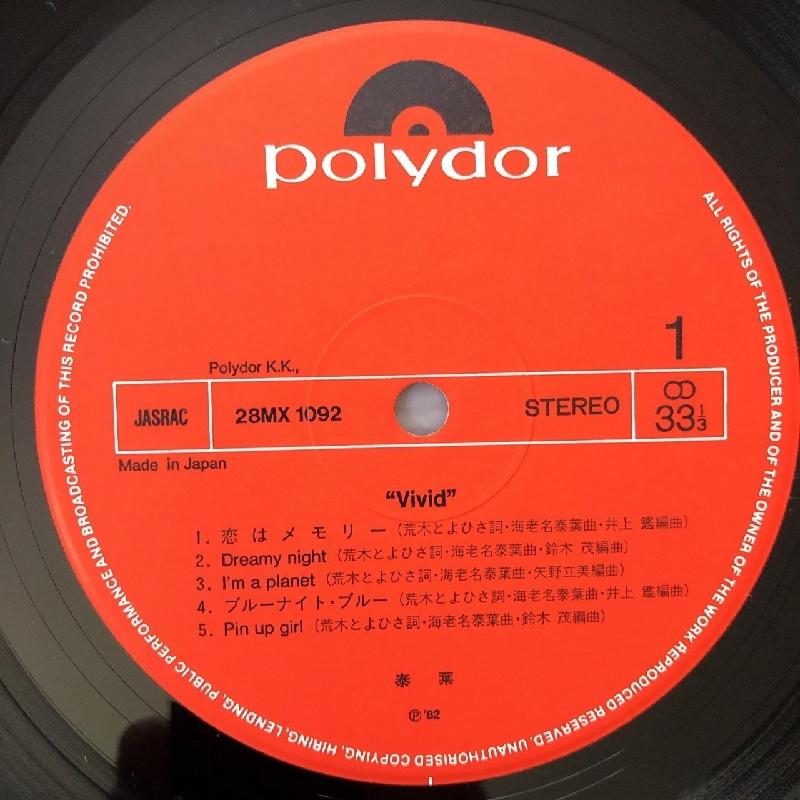 polydor
1
Polydor K.K.,
JASRAC 28MX 1092 STEREO 33 1/3
Made in Japan
"Vivid"
1. 恋はメモリー (荒木とよひさ詞・海老名泰葉曲・井上 鑑編曲)
2. Dreamy night (荒木とよひさ詞・海老名泰葉曲・鈴木 茂編曲)
3. I'm a planet (荒木とよひさ詞・海老名泰葉曲・矢野立美編曲)
4. ブルーナイト・ブルー (荒木とよひさ詞・海老名泰葉曲・井上 鑑編曲)
5. Pin up girl (荒木とよひさ詞・海老名泰葉曲・鈴木 茂編曲)
泰葉
Ⓟ '82
ALL RIGHTS OF THE PRODUCER AND OF THE OWNER OF THE WORK REPRODUCED RESERVED. UNAUTHORISED COPYING, HIRING, LENDING, PUBLIC PERFORMANCE AND BROADCASTING OF THIS RECORD PROHIBITED.